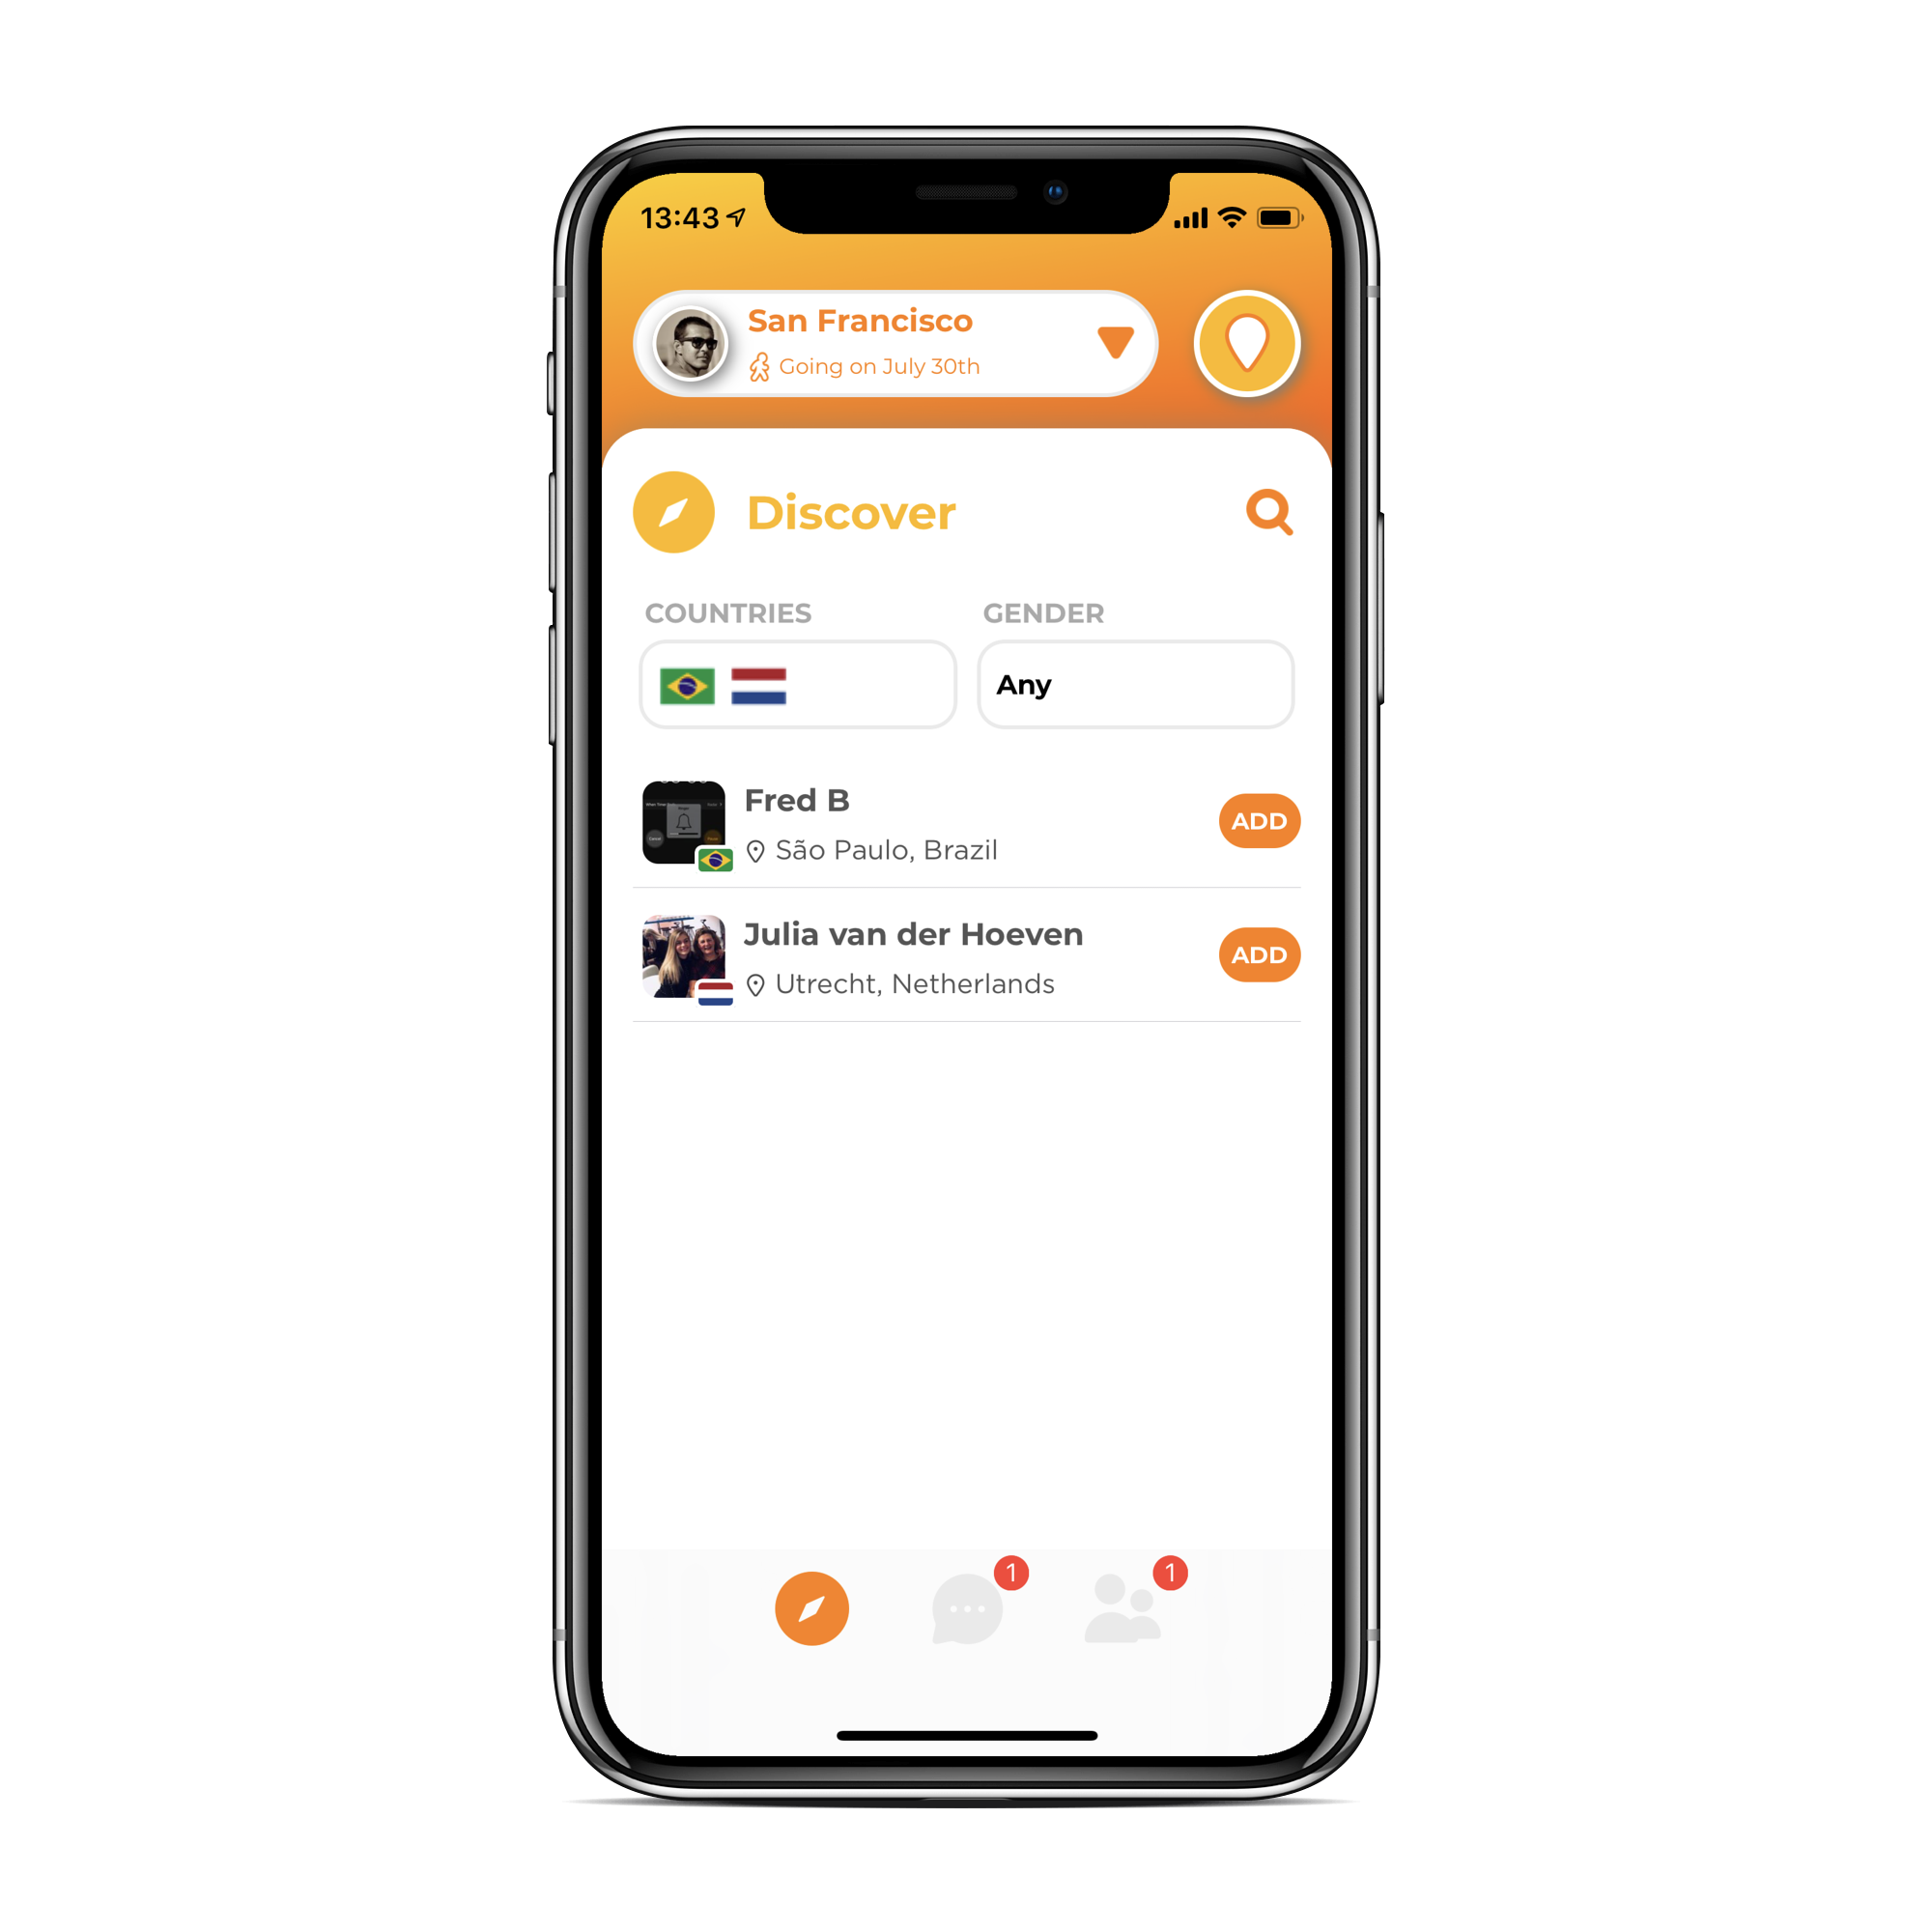 13:43
San Francisco
Going on July 30th
Discover
COUNTRIES
GENDER
Any
Fred B
São Paulo, Brazil
ADD
Julia van der Hoeven
Utrecht, Netherlands
ADD
1
1